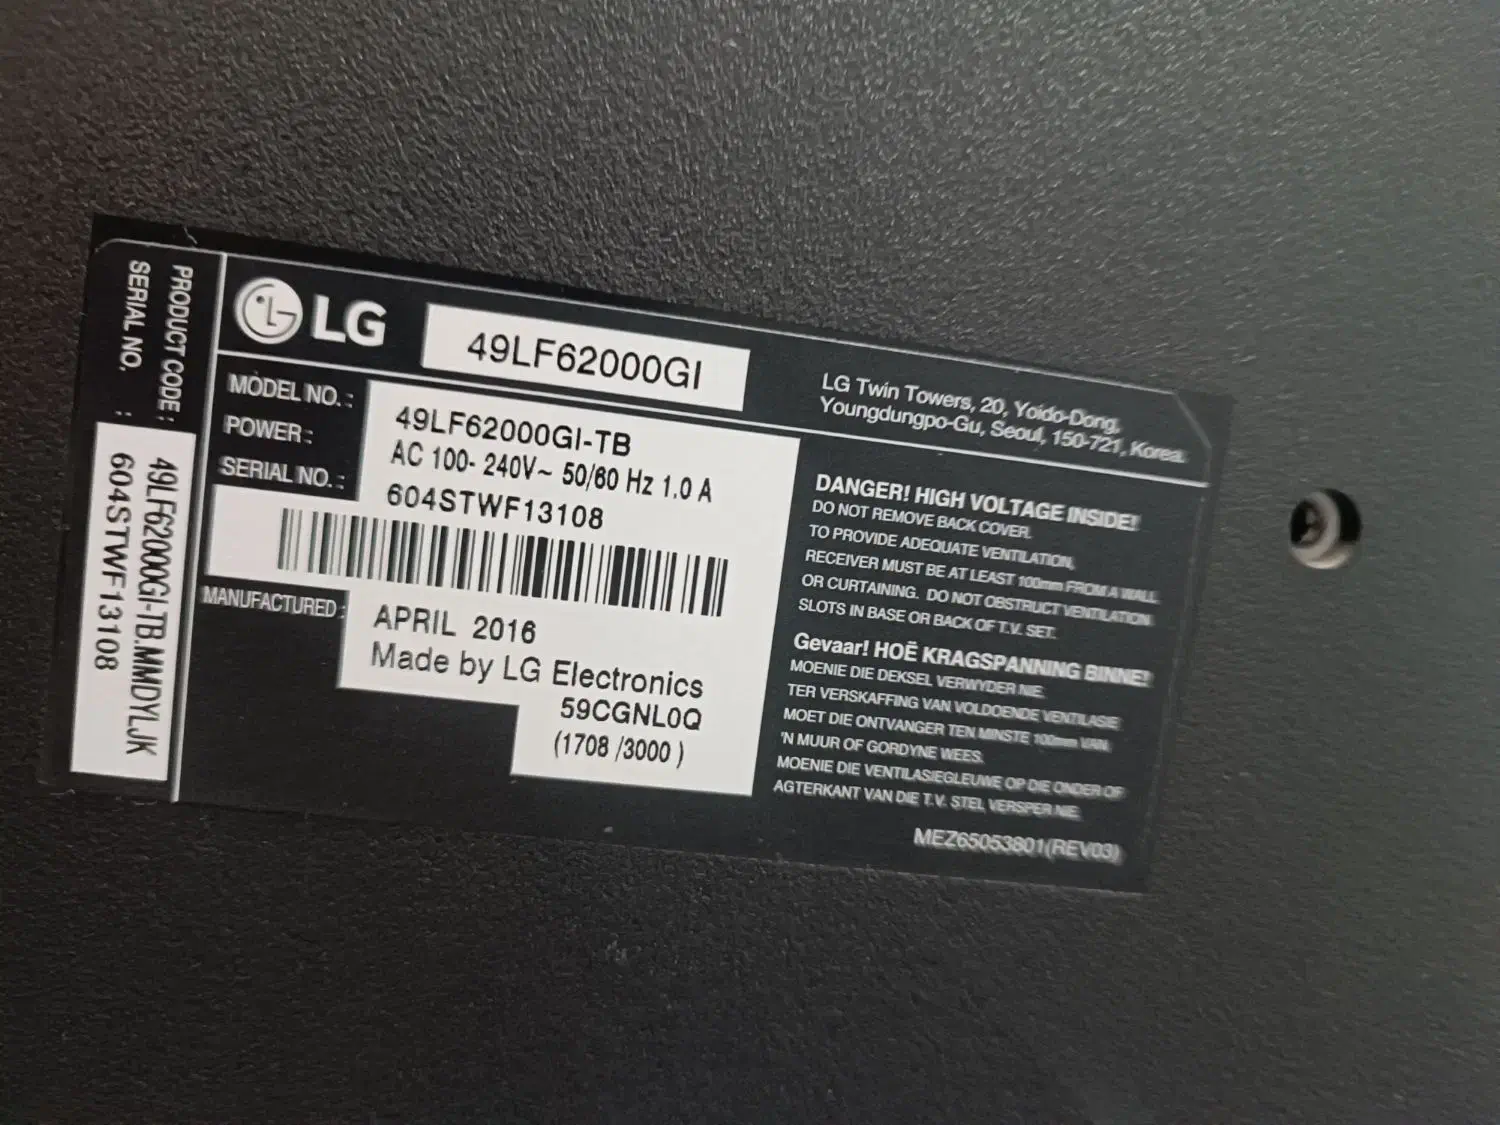 LG
49LF62000GI
LG Twin Towers, 20, Yoido-Dong,
Youngdungpo-Gu, Seoul, 150-721, Korea.
MODEL NO. : 49LF62000GI-TB
POWER : AC 100- 240V~ 50/60 Hz 1.0 A
SERIAL NO. : 604STWF13108
MANUFACTURED : APRIL 2016
Made by LG Electronics
59CGNL0Q
(1708 /3000 )
DANGER! HIGH VOLTAGE INSIDE!
DO NOT REMOVE BACK COVER.
TO PROVIDE ADEQUATE VENTILATION,
RECEIVER MUST BE AT LEAST 100mm FROM A WALL
OR CURTAINING. DO NOT OBSTRUCT VENTILATION
SLOTS IN BASE OR BACK OF T.V. SET.
Gevaar! HOË KRAGSPANNING BINNE!
MOENIE DIE DEKSEL VERWYDER NIE.
TER VERSKAFFING VAN VOLDOENDE VENTILASIE
MOET DIE ONTVANGER TEN MINSTE 100mm VAN
'N MUUR OF GORDYNE WEES.
MOENIE DIE VENTILASIEGLEUWE OP DIE ONDER OF
AGTERKANT VAN DIE T.V. STEL VERSPER NIE.
MEZ65053801(REV03)
PRODUCT CODE : 49LF62000GI-TB.MMDYLJK
SERIAL NO. : 604STWF13108